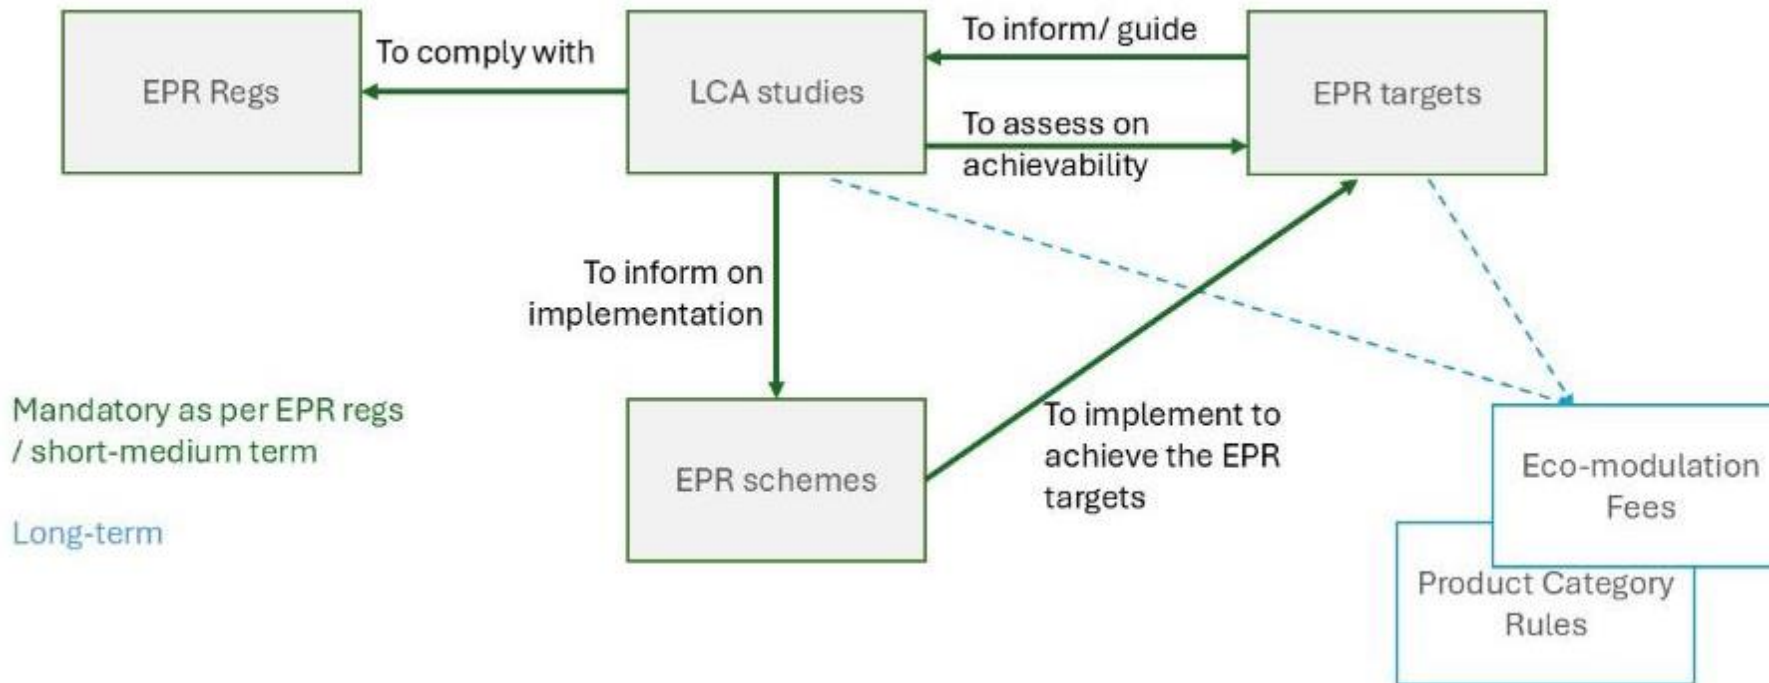 EPR Regs
To comply with
LCA studies
To inform/ guide
To assess on
achievability
EPR targets
To inform on
implementation
Mandatory as per EPR regs
/ short-medium term
Long-term
EPR schemes
To implement to
achieve the EPR
targets
Eco-modulation
Fees
Product Category
Rules